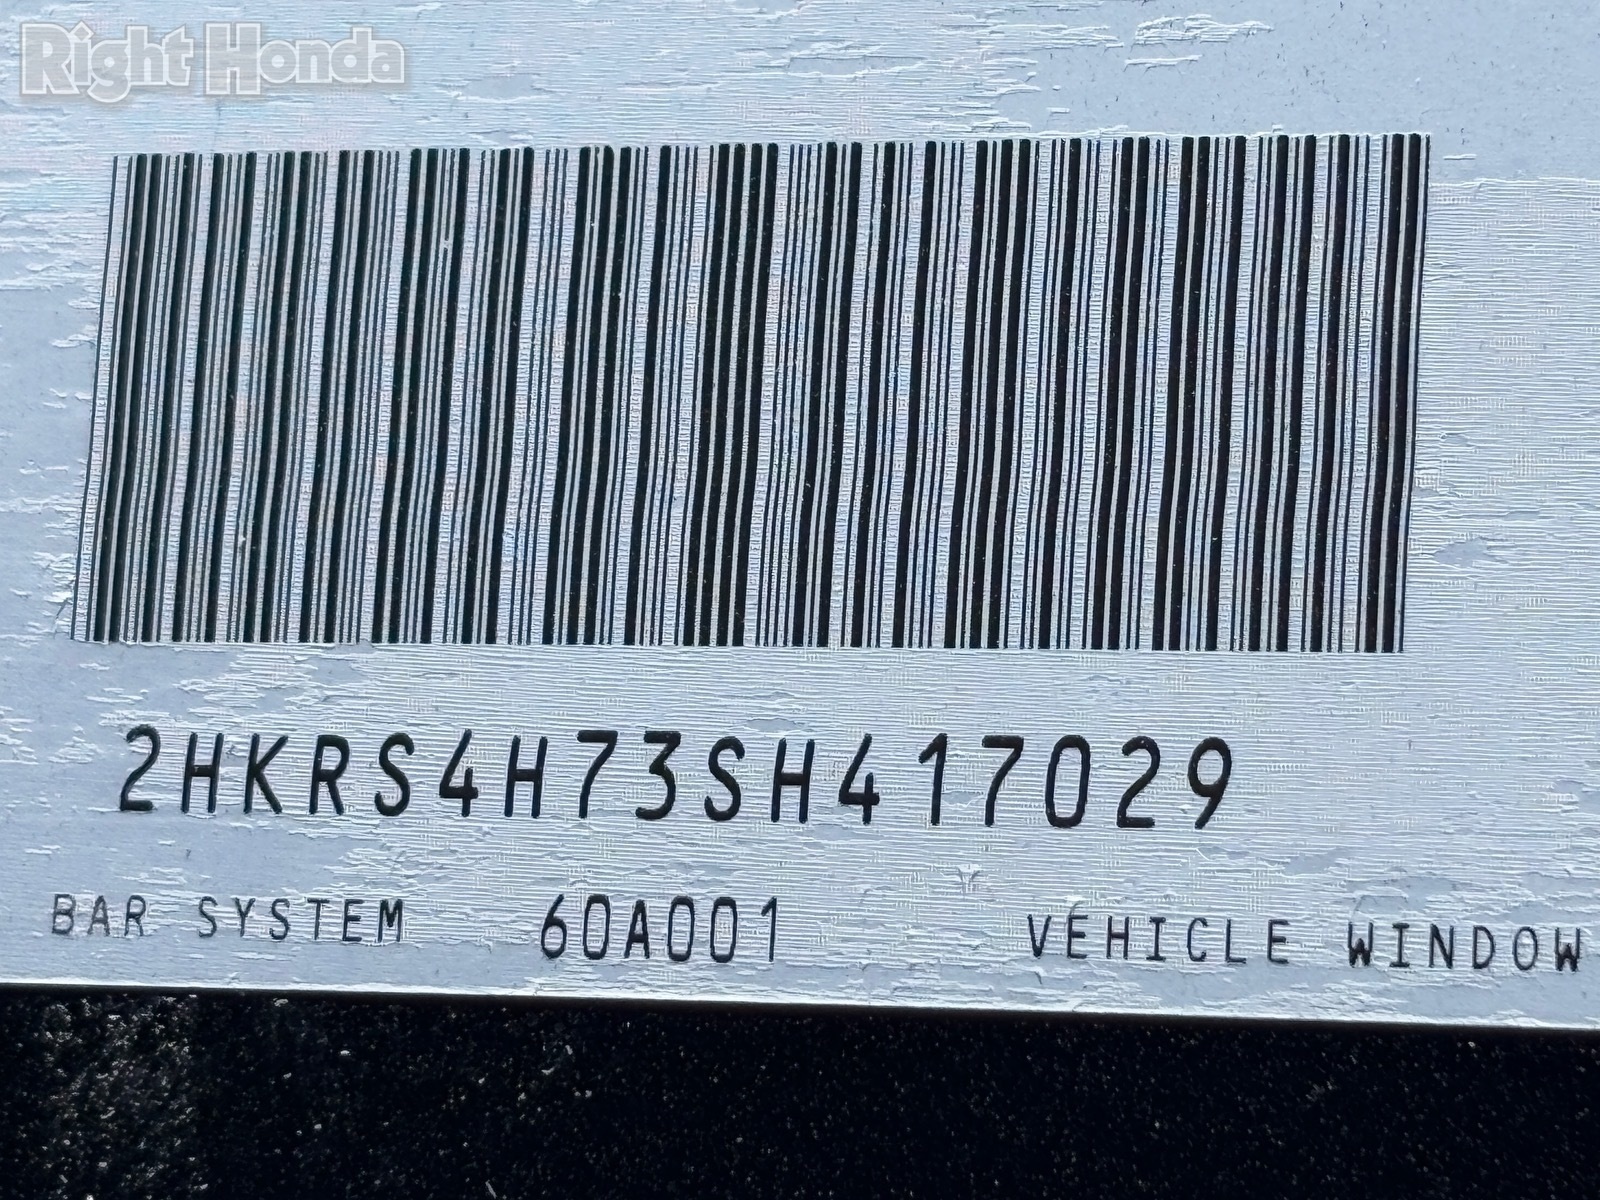 Right Honda
2HKRS4H73SH417029
BAR SYSTEM 60A001 VEHICLE WINDOW